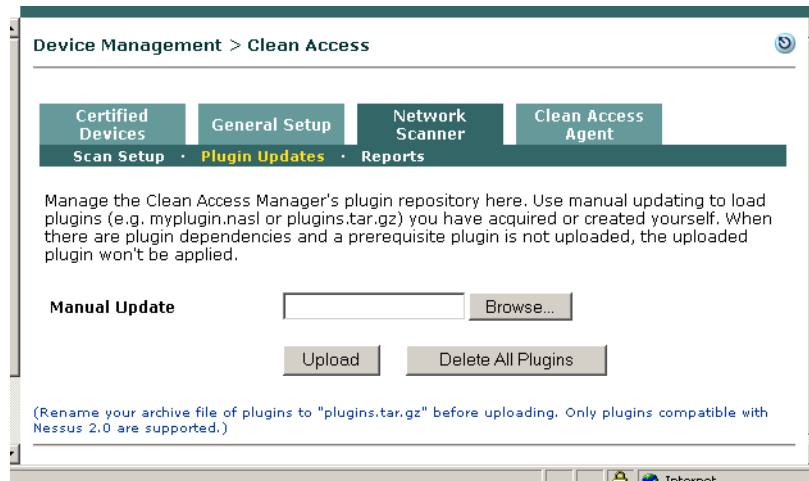 Device Management > Clean Access
Certified Devices
General Setup
Network Scanner
Clean Access Agent
Scan Setup · Plugin Updates · Reports
Manage the Clean Access Manager's plugin repository here. Use manual updating to load
plugins (e.g. myplugin.nasl or plugins.tar.gz) you have acquired or created yourself. When
there are plugin dependencies and a prerequisite plugin is not uploaded, the uploaded
plugin won't be applied.
Manual Update
Browse...
Upload
Delete All Plugins
(Rename your archive file of plugins to "plugins.tar.gz" before uploading. Only plugins compatible with
Nessus 2.0 are supported.)
Internet